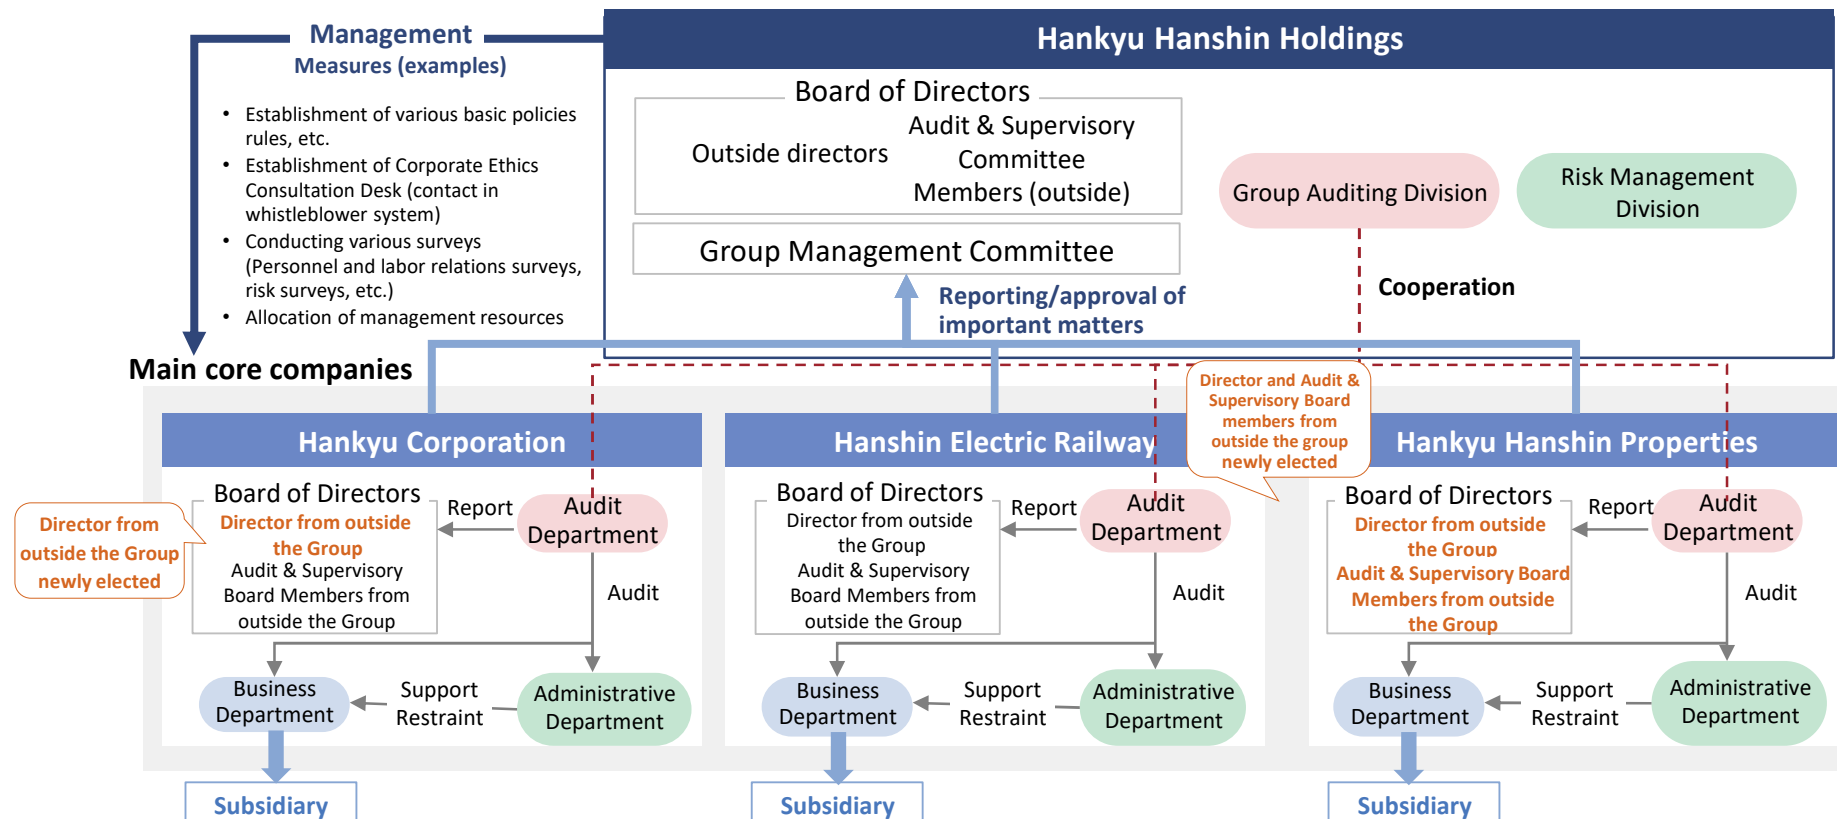 Management
Measures (examples)
• Establishment of various basic policies
rules, etc.
• Establishment of Corporate Ethics
Consultation Desk (contact in
whistleblower system)
• Conducting various surveys
(Personnel and labor relations surveys,
risk surveys, etc.)
• Allocation of management resources
Hankyu Hanshin Holdings
Board of Directors
Outside directors
Audit & Supervisory
Committee
Members (outside)
Group Management Committee
Group Auditing Division
Risk Management
Division
Reporting/approval of
important matters
Cooperation
Main core companies
Hankyu Corporation
Board of Directors
Director from outside
the Group
Audit & Supervisory
Board Members from
outside the Group
Director from
outside the Group
newly elected
Report
Audit
Department
Audit
Business
Department
Support
Restraint
Administrative
Department
Subsidiary
Hanshin Electric Railway
Board of Directors
Director from outside
the Group
Audit & Supervisory
Board Members from
outside the Group
Report
Audit
Department
Audit
Business
Department
Support
Restraint
Administrative
Department
Subsidiary
Director and Audit &
Supervisory Board
members from
outside the group
newly elected
Hankyu Hanshin Properties
Board of Directors
Director from outside
the Group
Audit & Supervisory Board
Members from outside
the Group
Report
Audit
Department
Audit
Business
Department
Support
Restraint
Administrative
Department
Subsidiary